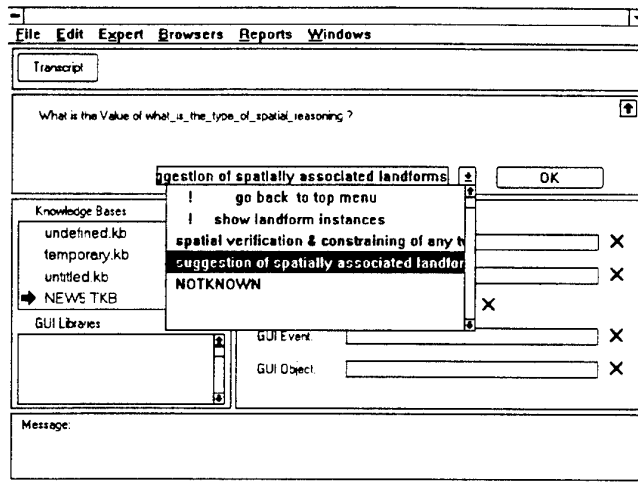 File Edit Expert Browsers Reports Windows
Transcript
What is the Value of what_is_the_type_of_spatial_reasoning ?
ggestion of spatially associated landforms
OK
! go back to top menu
! show landform instances
spatial verification & constraining of any tw
suggestion of spatially associated landfor
NOTKNOWN
Knowledge Bases
undefined.kb
temporary.kb
untitled.kb
NEW5 TKB
GUI Libraries
GUI Event:
GUI Object:
Message: